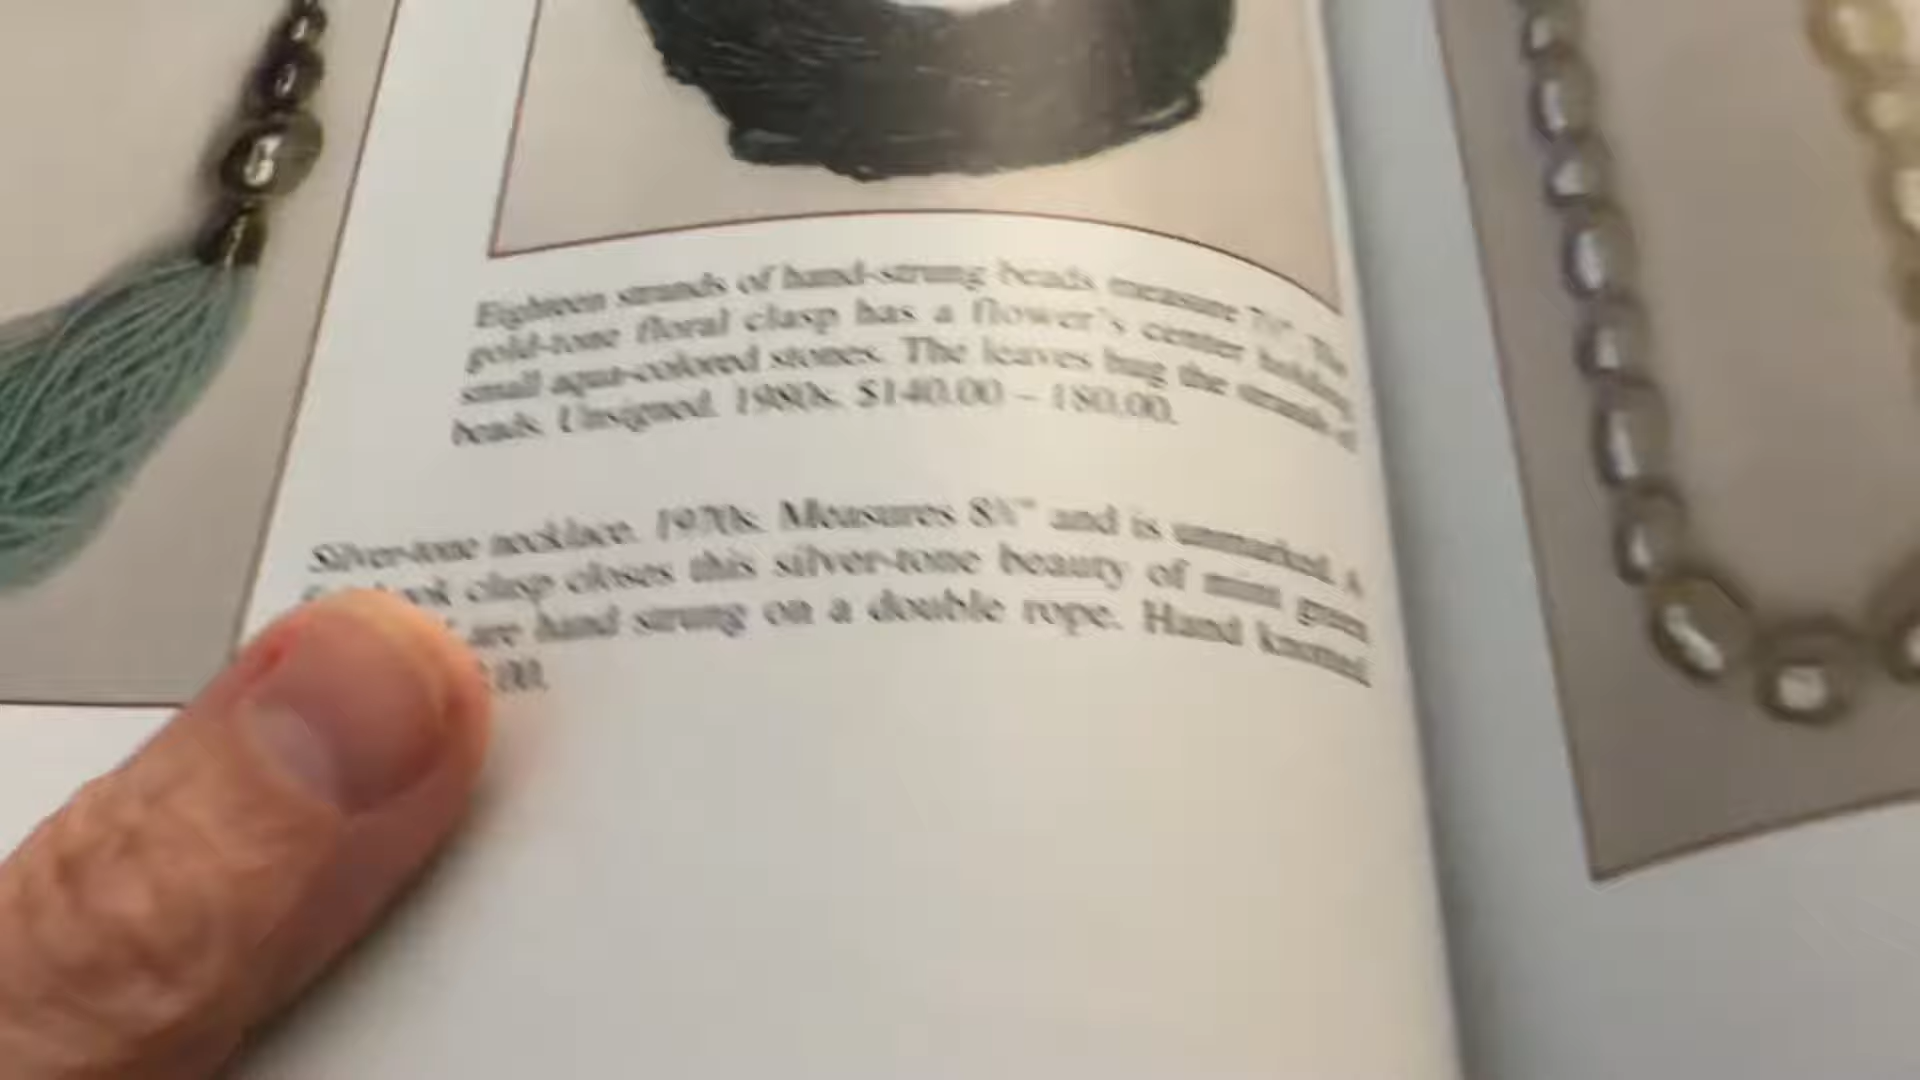 Eighteen strands of hand-strung beads measure 7½". The
gold-tone floral clasp has a flower's center holding
small aqua-colored stones. The leaves hug the strands of
beads. Unsigned. 1980s. $140.00 – 180.00.
Silver-tone necklace. 1970s. Measures 8½" and is unmarked. A
clasp closes this silver-tone beauty of mint green
are hand strung on a double rope. Hand knotted.
.00.